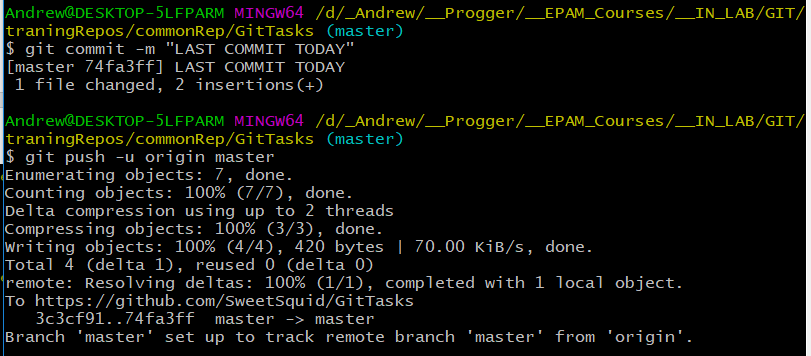 Andrew@DESKTOP-5LFPARM MINGW64 /d/_Andrew/__Progger/__EPAM_Courses/__IN_LAB/GIT/
traningRepos/commonRep/GitTasks (master)
$ git commit -m "LAST COMMIT TODAY"
[master 74fa3ff] LAST COMMIT TODAY
 1 file changed, 2 insertions(+)

Andrew@DESKTOP-5LFPARM MINGW64 /d/_Andrew/__Progger/__EPAM_Courses/__IN_LAB/GIT/
traningRepos/commonRep/GitTasks (master)
$ git push -u origin master
Enumerating objects: 7, done.
Counting objects: 100% (7/7), done.
Delta compression using up to 2 threads
Compressing objects: 100% (3/3), done.
Writing objects: 100% (4/4), 420 bytes | 70.00 KiB/s, done.
Total 4 (delta 1), reused 0 (delta 0)
remote: Resolving deltas: 100% (1/1), completed with 1 local object.
To https://github.com/SweetSquid/GitTasks
   3c3cf91..74fa3ff  master -> master
Branch 'master' set up to track remote branch 'master' from 'origin'.